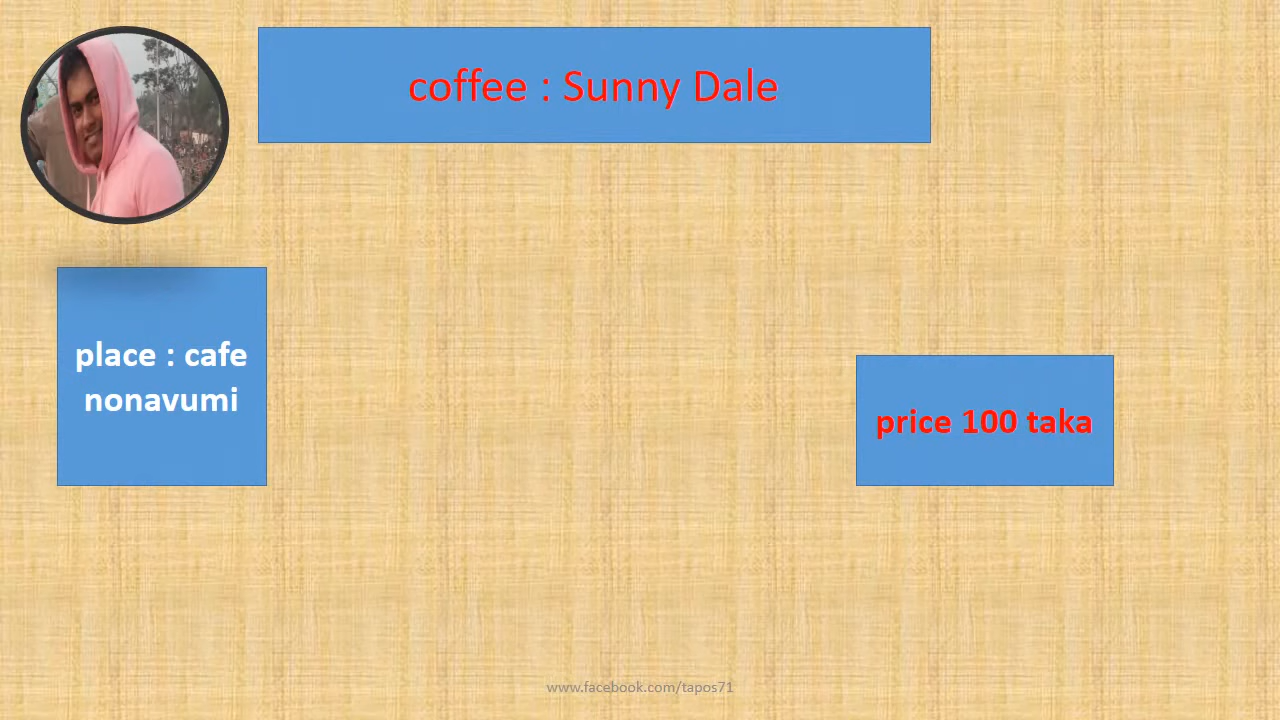 coffee : Sunny Dale
place : cafe
nonavumi
price 100 taka
www.facebook.com/tapos71